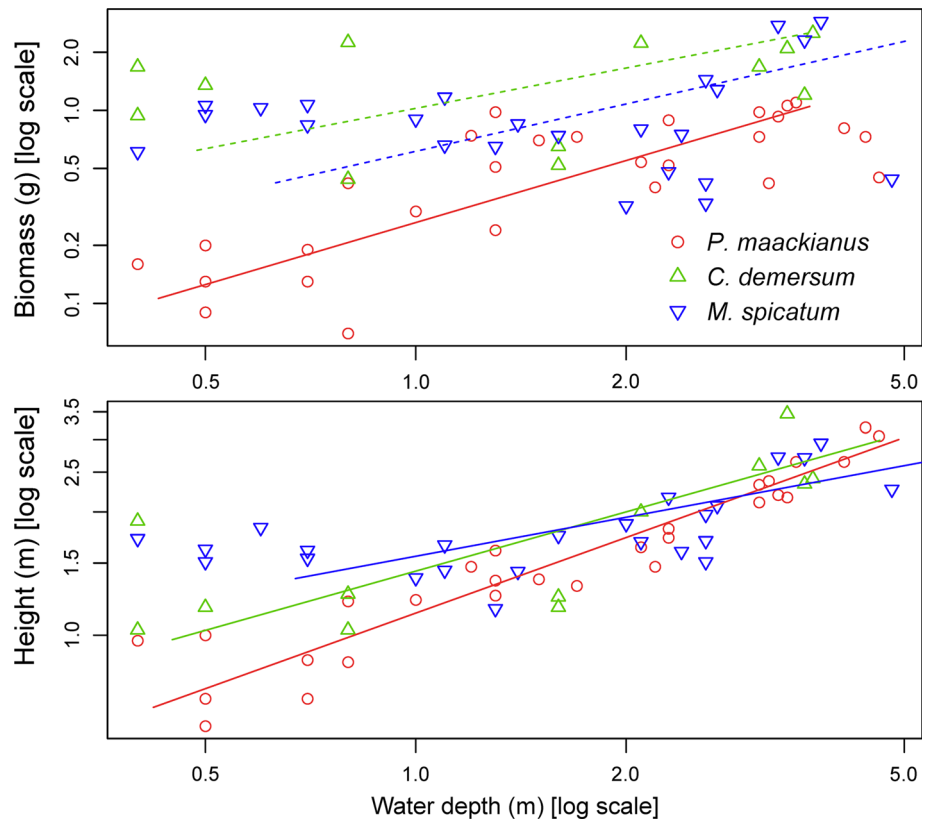 Biomass (g) [log scale]
2.0
1.0
0.5
0.2
0.1
P. maackianus
C. demersum
M. spicatum
0.5 1.0 2.0 5.0
Height (m) [log scale]
3.5
2.5
1.5
1.0
0.5 1.0 2.0 5.0
Water depth (m) [log scale]